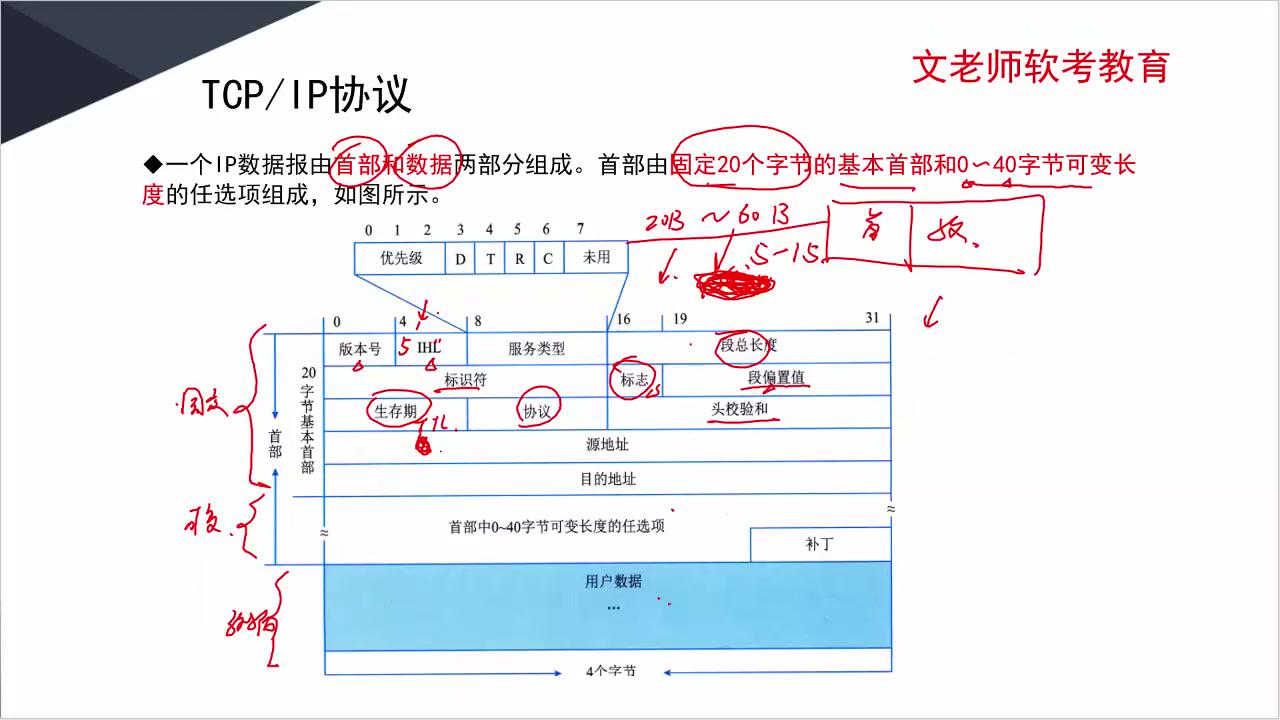 文老师软考教育
TCP/IP协议
◆一个IP数据报由首部和数据两部分组成。首部由固定20个字节的基本首部和0～40字节可变长
度的任选项组成，如图所示。
20B ～ 60B
首
数
5-15
0 1 2 3 4 5 6 7
优先级 D T R C 未用
0 4 8 16 19 31
版本号 5 IHL 服务类型 段总长度
标识符 标志 段偏置值
生存期 协议 头校验和
TTL
源地址
目的地址
20字节基本首部
首部
固定
可变
首部中0~40字节可变长度的任选项
补丁
用户数据
…
数据
4个字节